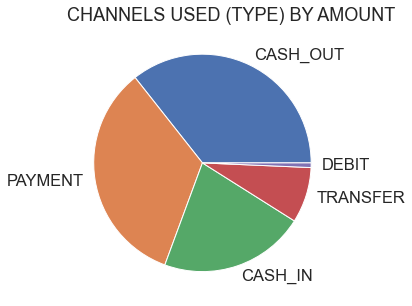 CHANNELS USED (TYPE) BY AMOUNT
CASH_OUT
PAYMENT
DEBIT
TRANSFER
CASH_IN